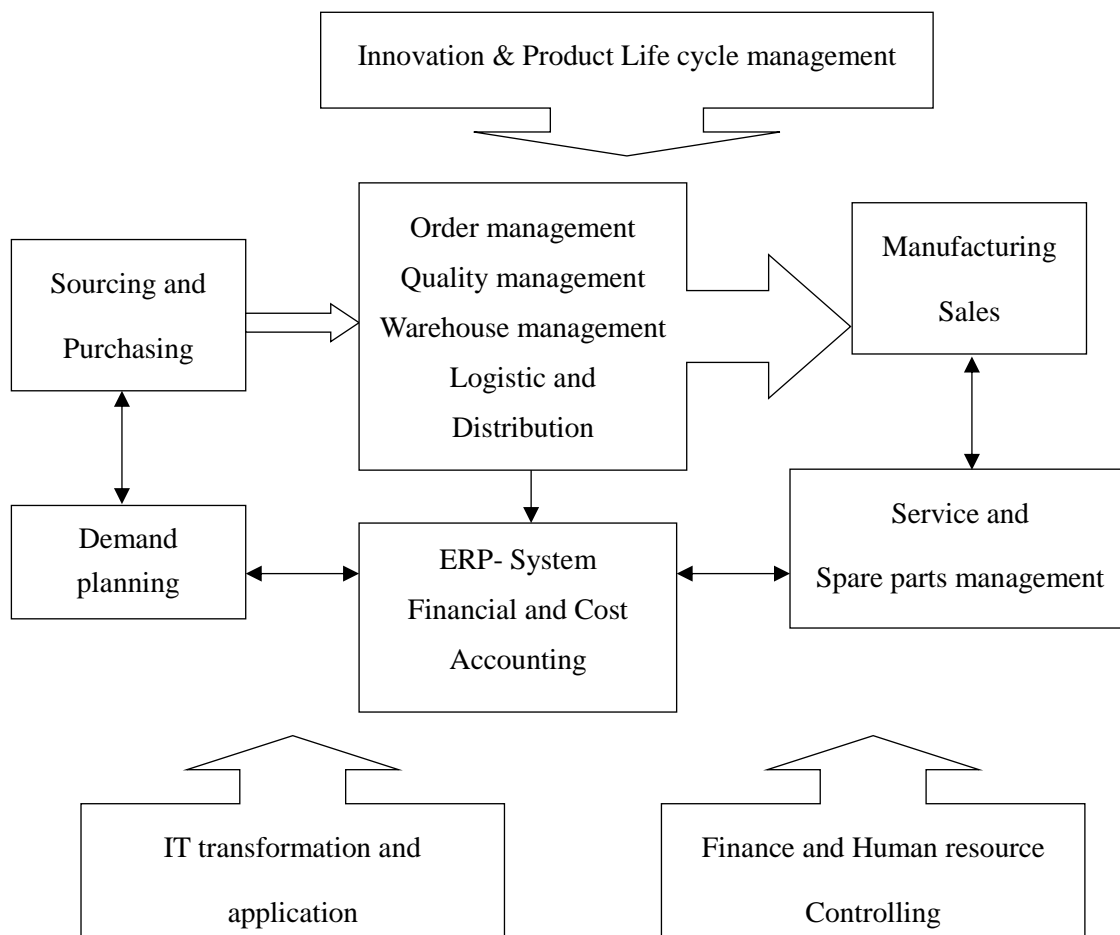 Innovation & Product Life cycle management
Order management
Quality management
Warehouse management
Logistic and
Distribution
Manufacturing
Sales
Sourcing and
Purchasing
Demand
planning
ERP- System
Financial and Cost
Accounting
Service and
Spare parts management
IT transformation and
application
Finance and Human resource
Controlling